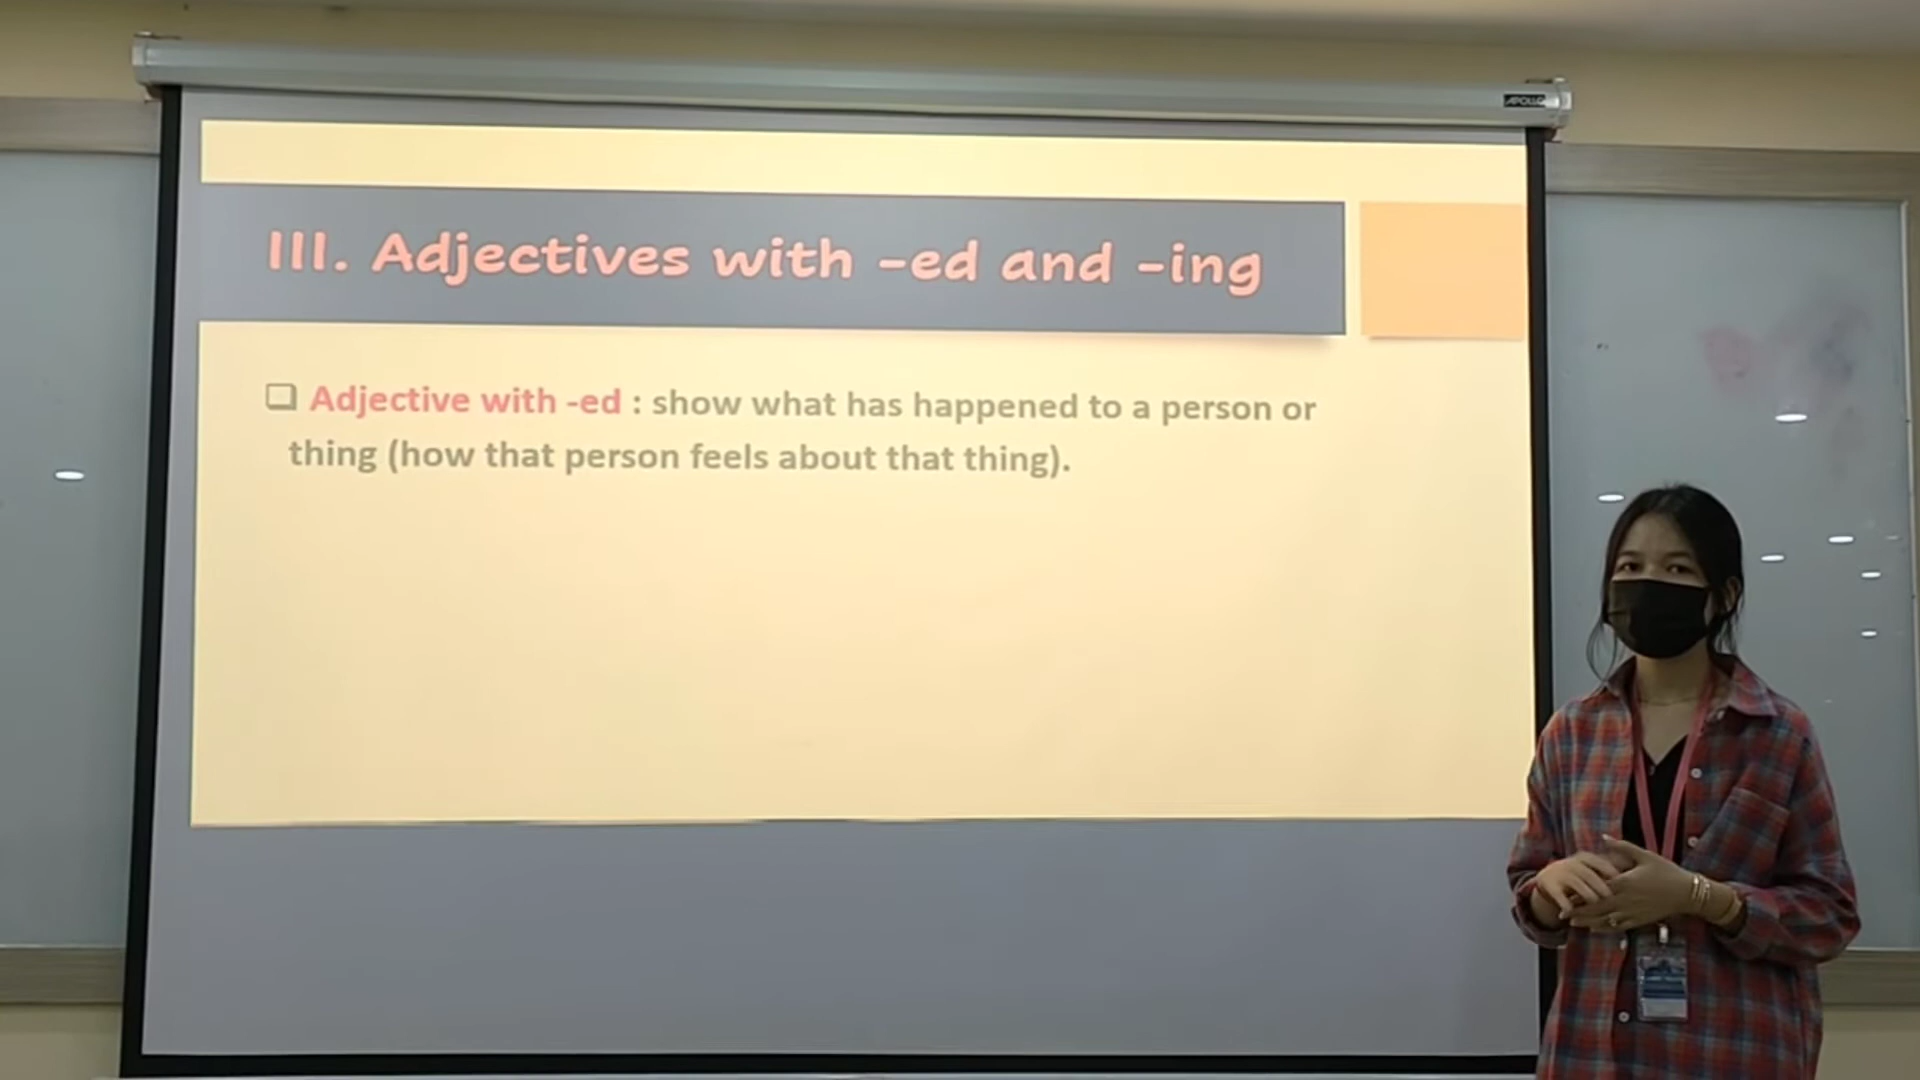 APOLLO
III. Adjectives with -ed and -ing
❑ Adjective with -ed : show what has happened to a person or
thing (how that person feels about that thing).